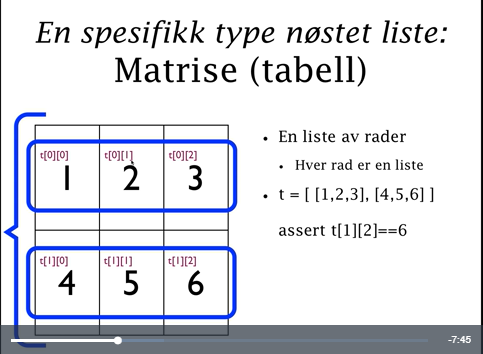 En spesifikk type nøstet liste:
Matrise (tabell)
t[0][0] t[0][1] t[0][2]
1 2 3
t[1][0] t[1][1] t[1][2]
4 5 6
• En liste av rader
• Hver rad er en liste
• t = [ [1,2,3], [4,5,6] ]
assert t[1][2]==6
-7:45